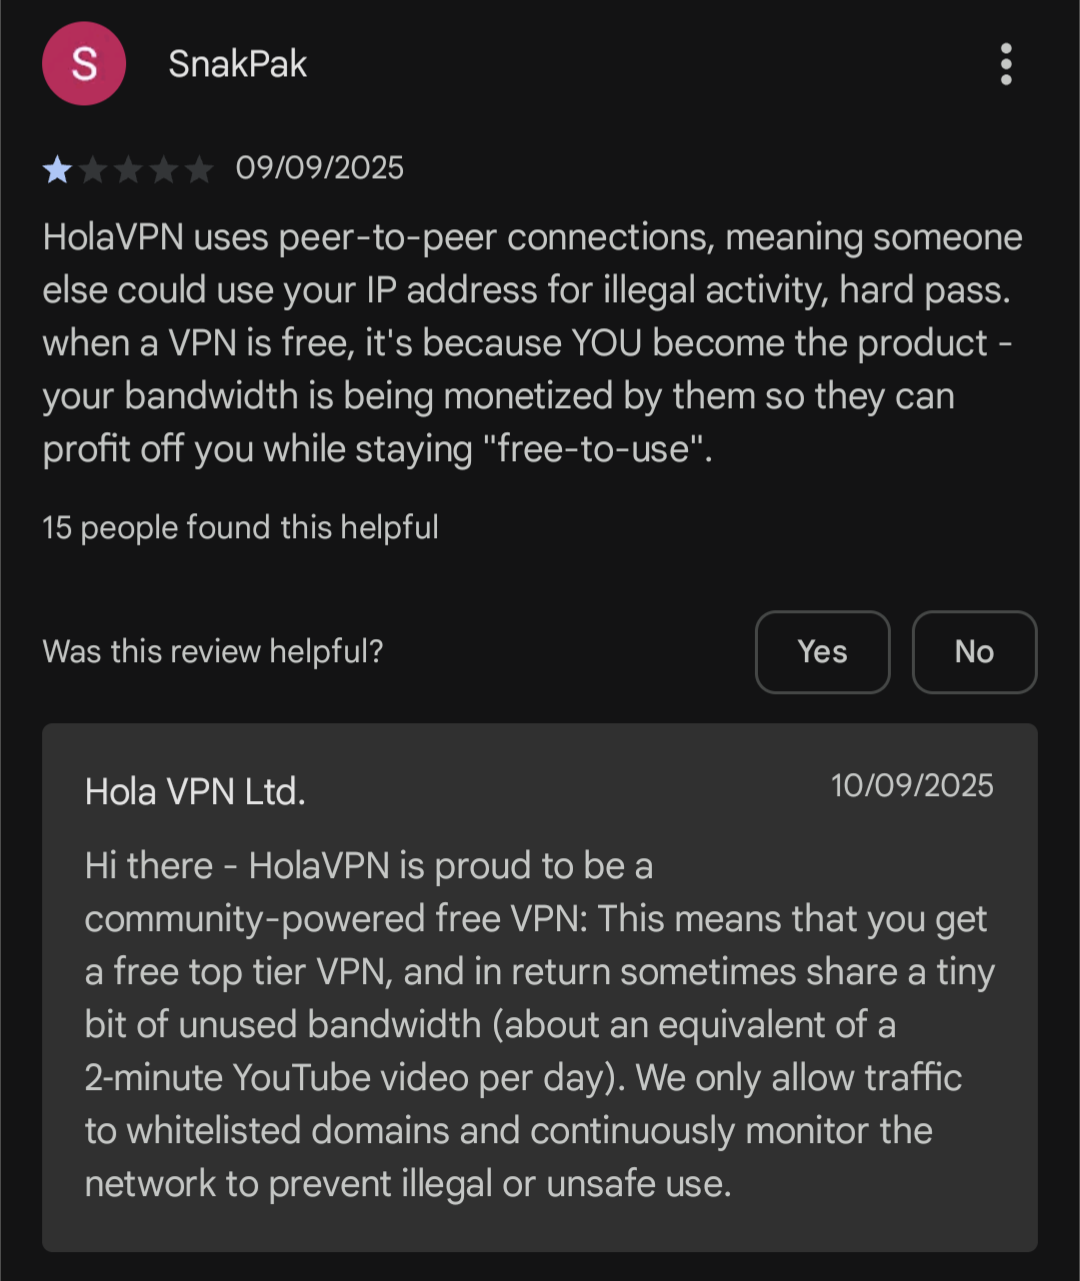 S
SnakPak
09/09/2025
HolaVPN uses peer-to-peer connections, meaning someone
else could use your IP address for illegal activity, hard pass.
when a VPN is free, it's because YOU become the product -
your bandwidth is being monetized by them so they can
profit off you while staying "free-to-use".
15 people found this helpful
Was this review helpful?
Yes
No
Hola VPN Ltd.
10/09/2025
Hi there - HolaVPN is proud to be a
community-powered free VPN: This means that you get
a free top tier VPN, and in return sometimes share a tiny
bit of unused bandwidth (about an equivalent of a
2-minute YouTube video per day). We only allow traffic
to whitelisted domains and continuously monitor the
network to prevent illegal or unsafe use.